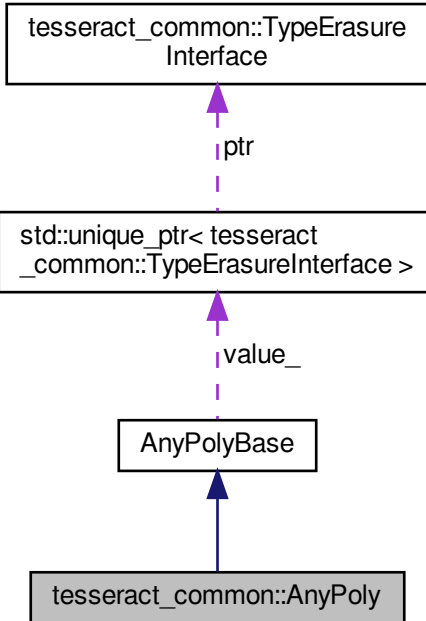 tesseract_common::TypeErasure
Interface
ptr
std::unique_ptr< tesseract
_common::TypeErasureInterface >
value_
AnyPolyBase
tesseract_common::AnyPoly